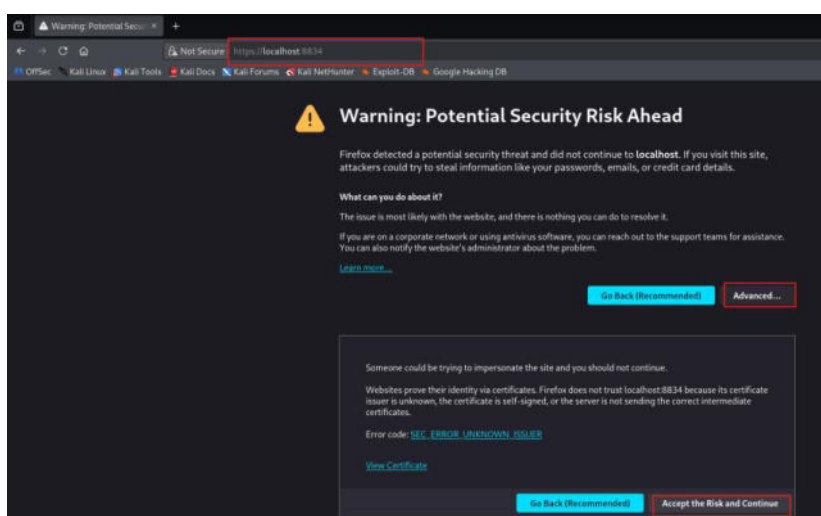 Warning: Potential Secur
Not Secure https://localhost:8834
OffSec Kali Linux Kali Tools Kali Docs Kali Forums Kali NetHunter Exploit-DB Google Hacking DB
Warning: Potential Security Risk Ahead
Firefox detected a potential security threat and did not continue to localhost. If you visit this site,
attackers could try to steal information like your passwords, emails, or credit card details.
What can you do about it?
The issue is most likely with the website, and there is nothing you can do to resolve it.
If you are on a corporate network or using antivirus software, you can reach out to the support teams for assistance.
You can also notify the website's administrator about the problem.
Learn more...
Go Back (Recommended) Advanced...
Someone could be trying to impersonate the site and you should not continue.
Websites prove their identity via certificates. Firefox does not trust localhost:8834 because its certificate
issuer is unknown, the certificate is self-signed, or the server is not sending the correct intermediate
certificates.
Error code: SEC_ERROR_UNKNOWN_ISSUER
View Certificate
Go Back (Recommended) Accept the Risk and Continue